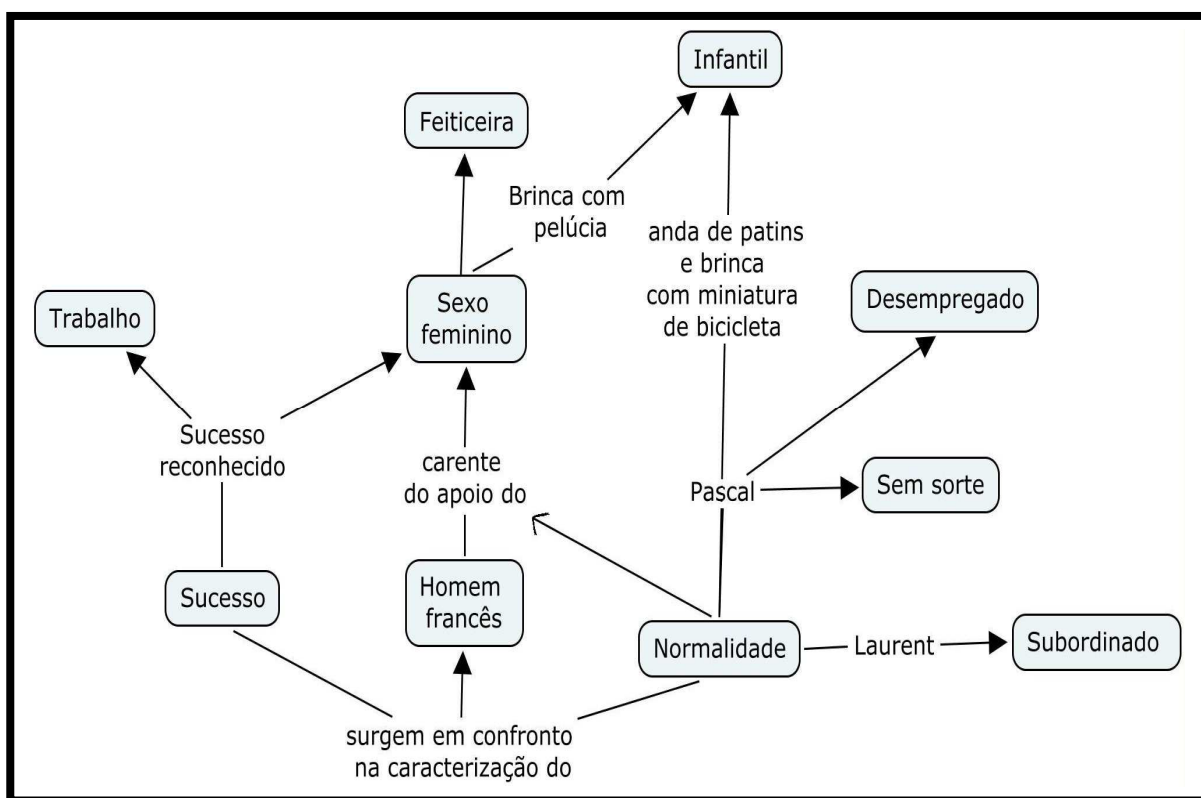 Infantil
Feiticeira
Brinca com
pelúcia
anda de patins
e brinca
com miniatura
de bicicleta
Sexo
feminino
Desempregado
Trabalho
Sucesso
reconhecido
carente
do apoio do
Pascal
Sem sorte
Sucesso
Homem
francês
Normalidade
Laurent
Subordinado
surgem em confronto
na caracterização do